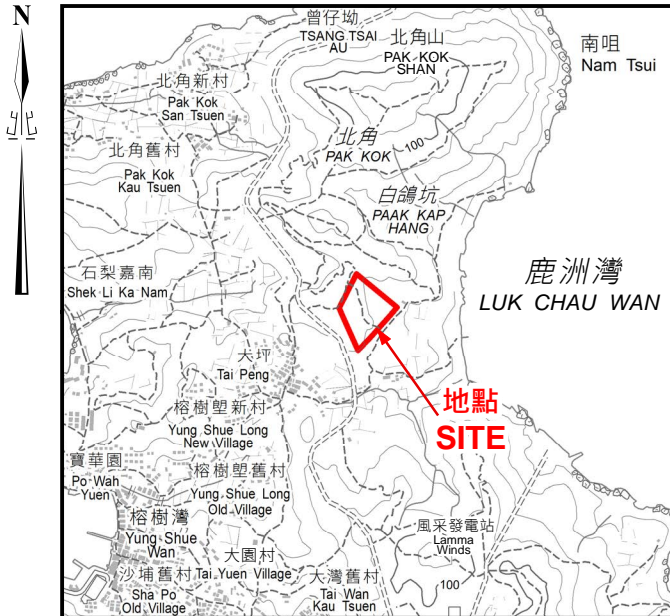 N
曾仔坳
TSANG TSAI
AU
北角山
PAK KOK
SHAN
南咀
Nam Tsui
北角新村
Pak Kok
San Tsuen
北角
PAK KOK
100
北角舊村
Pak Kok
Kau Tsuen
白鴿坑
PAAK KAP
HANG
石梨嘉南
Shek Li Ka Nam
鹿洲灣
LUK CHAU WAN
大坪
Tai Peng
地點
SITE
榕樹塱新村
Yung Shue Long
New Village
寶華園
Po Wah
Yuen
榕樹塱舊村
Yung Shue Long
Old Village
榕樹灣
Yung Shue
Wan
風采發電站
Lamma
Winds
大園村
Tai Yuen Village
沙埔舊村
Sha Po
Old Village
大灣舊村
Tai Wan
Kau Tsuen
100